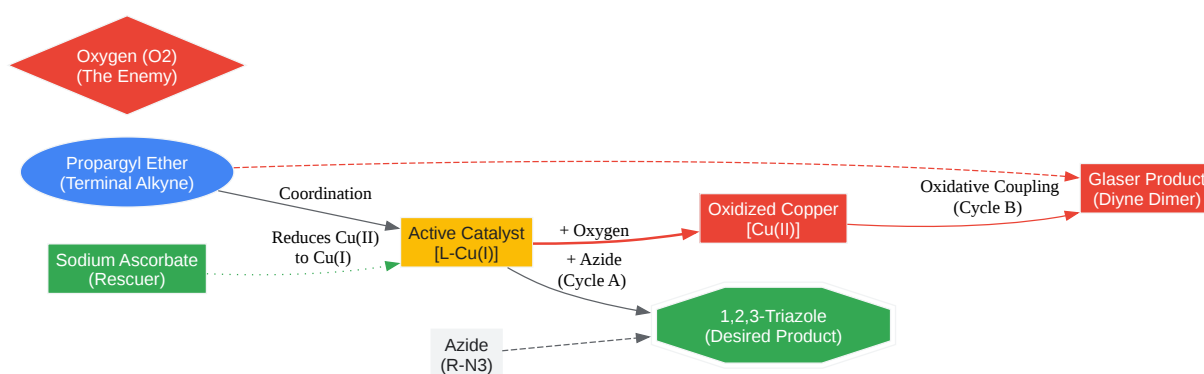 Oxygen (O2)
(The Enemy)
Propargyl Ether
(Terminal Alkyne)
Coordination
Sodium Ascorbate
(Rescuer)
Reduces Cu(II)
to Cu(I)
Active Catalyst
[L-Cu(I)]
+ Oxygen
+ Azide
(Cycle A)
Oxidized Copper
[Cu(II)]
Oxidative Coupling
(Cycle B)
Glaser Product
(Diyne Dimer)
Azide
(R-N3)
1,2,3-Triazole
(Desired Product)